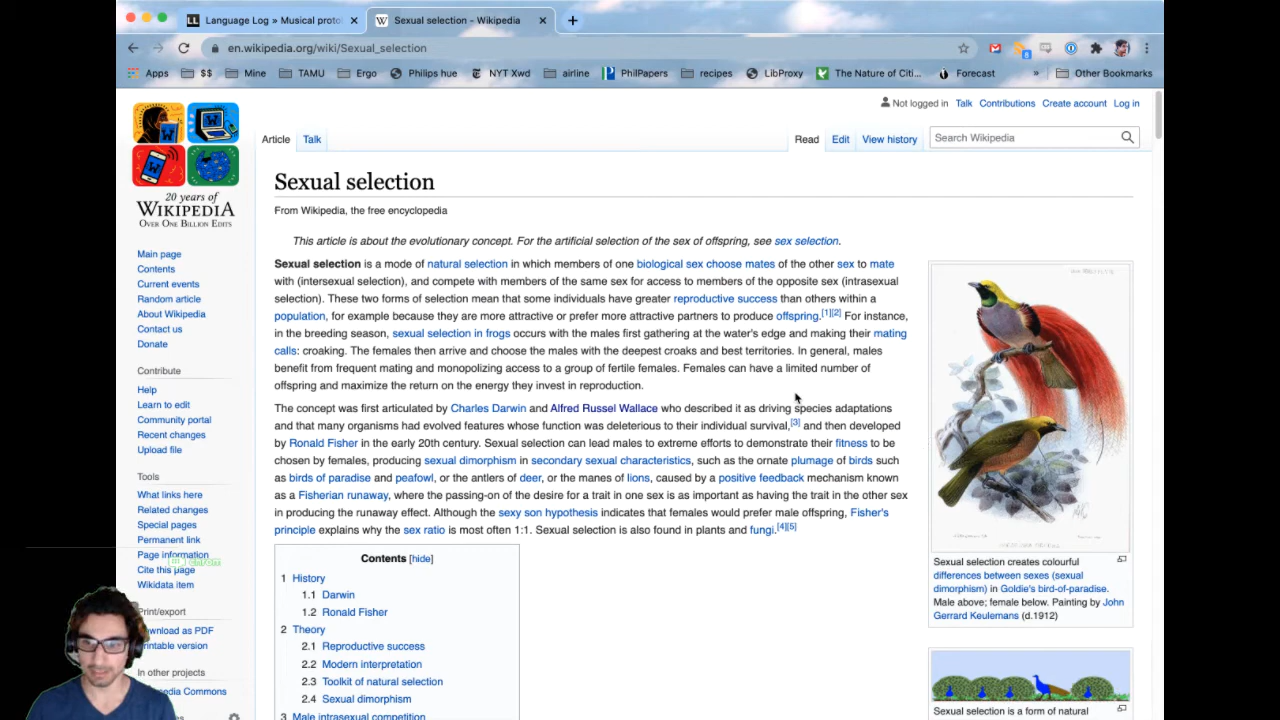 Language Log » Musical proto
Sexual selection - Wikipedia
en.wikipedia.org/wiki/Sexual_selection
Apps
$$
Mine
TAMU
Ergo
Philips hue
NYT Xwd
airline
PhilPapers
recipes
LibProxy
The Nature of Citi...
Forecast
»
Other Bookmarks
Not logged in Talk Contributions Create account Log in
Article Talk
Read Edit View history
Search Wikipedia
20 years of
WIKIPEDIA
OVER ONE BILLION EDITS
Main page
Contents
Current events
Random article
About Wikipedia
Contact us
Donate
Contribute
Help
Learn to edit
Community portal
Recent changes
Upload file
Tools
What links here
Related changes
Special pages
Permanent link
Page information
Cite this page
Wikidata item
Print/export
ownload as PDF
rintable version
In other projects
media Commons
Sexual selection
From Wikipedia, the free encyclopedia
This article is about the evolutionary concept. For the artificial selection of the sex of offspring, see sex selection.
Sexual selection is a mode of natural selection in which members of one biological sex choose mates of the other sex to mate
with (intersexual selection), and compete with members of the same sex for access to members of the opposite sex (intrasexual
selection). These two forms of selection mean that some individuals have greater reproductive success than others within a
population, for example because they are more attractive or prefer more attractive partners to produce offspring.[1][2] For instance,
in the breeding season, sexual selection in frogs occurs with the males first gathering at the water's edge and making their mating
calls: croaking. The females then arrive and choose the males with the deepest croaks and best territories. In general, males
benefit from frequent mating and monopolizing access to a group of fertile females. Females can have a limited number of
offspring and maximize the return on the energy they invest in reproduction.
The concept was first articulated by Charles Darwin and Alfred Russel Wallace who described it as driving species adaptations
and that many organisms had evolved features whose function was deleterious to their individual survival,[3] and then developed
by Ronald Fisher in the early 20th century. Sexual selection can lead males to extreme efforts to demonstrate their fitness to be
chosen by females, producing sexual dimorphism in secondary sexual characteristics, such as the ornate plumage of birds such
as birds of paradise and peafowl, or the antlers of deer, or the manes of lions, caused by a positive feedback mechanism known
as a Fisherian runaway, where the passing-on of the desire for a trait in one sex is as important as having the trait in the other sex
in producing the runaway effect. Although the sexy son hypothesis indicates that females would prefer male offspring, Fisher's
principle explains why the sex ratio is most often 1:1. Sexual selection is also found in plants and fungi.[4][5]
Contents [hide]
1 History
1.1 Darwin
1.2 Ronald Fisher
2 Theory
2.1 Reproductive success
2.2 Modern interpretation
2.3 Toolkit of natural selection
2.4 Sexual dimorphism
3 Male intrasexual competition
Sexual selection creates colourful
differences between sexes (sexual
dimorphism) in Goldie's bird-of-paradise.
Male above; female below. Painting by John
Gerrard Keulemans (d.1912)
Sexual selection is a form of natural